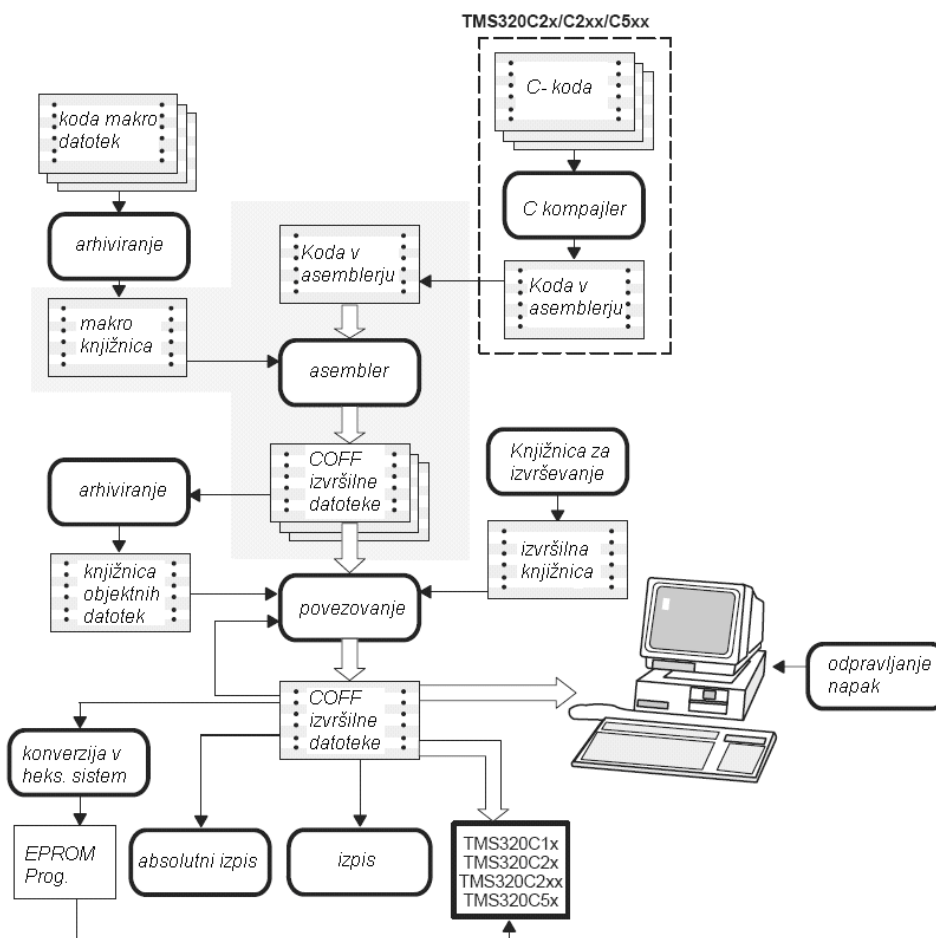 TMS320C2x/C2xx/C5xx
C- koda
koda makro
datotek
C kompajler
arhiviranje
Koda v
asemblerju
Koda v
asemblerju
makro
knjižnica
asembler
COFF
izvršilne
datoteke
Knjižnica za
izvrševanje
arhiviranje
izvršilna
knjižnica
knjižnica
objektnih
datotek
povezovanje
odpravljanje
napak
COFF
izvršilne
datoteke
konverzija v
heks. sistem
EPROM
Prog.
absolutni izpis
izpis
TMS320C1x
TMS320C2x
TMS320C2xx
TMS320C5x